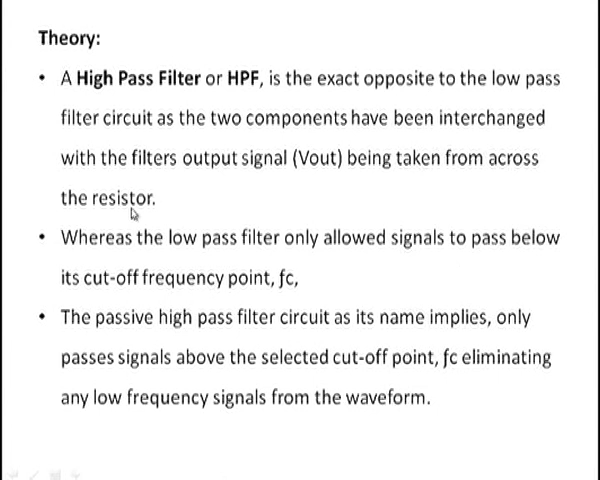 Theory:
• A High Pass Filter or HPF, is the exact opposite to the low pass
filter circuit as the two components have been interchanged
with the filters output signal (Vout) being taken from across
the resistor.
• Whereas the low pass filter only allowed signals to pass below
its cut-off frequency point, ƒc,
• The passive high pass filter circuit as its name implies, only
passes signals above the selected cut-off point, ƒc eliminating
any low frequency signals from the waveform.